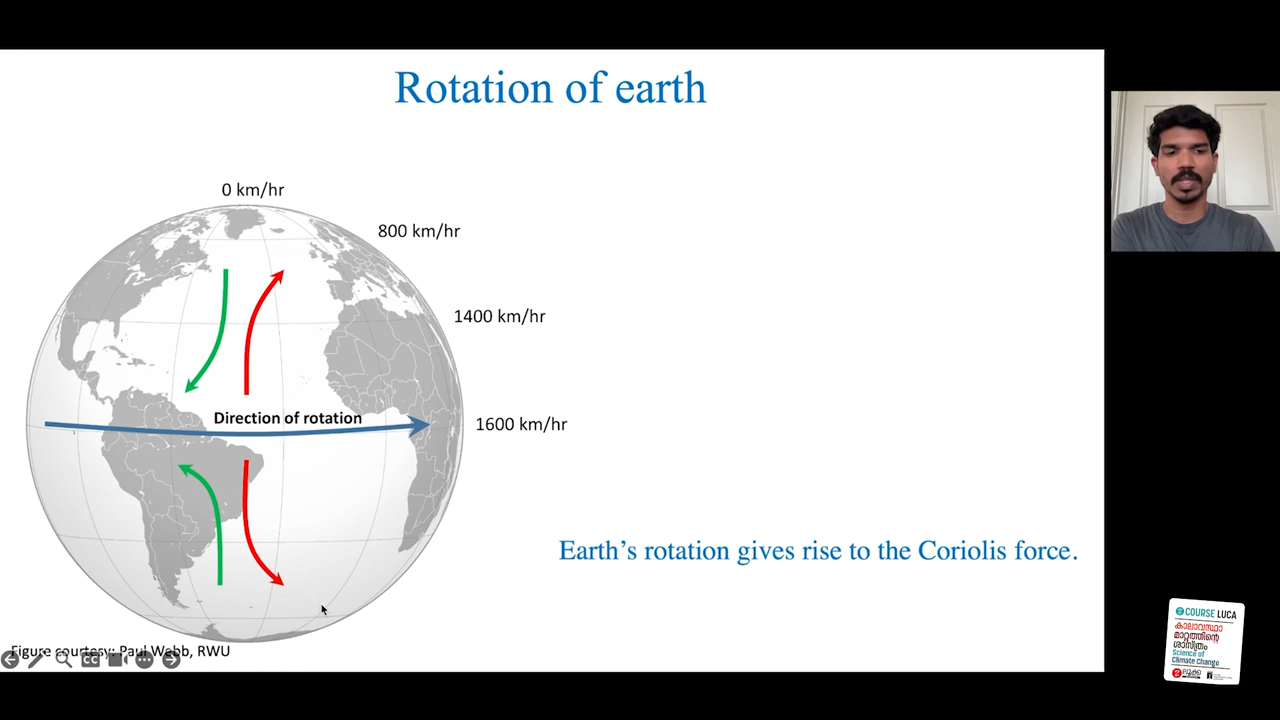 Rotation of earth
0 km/hr
800 km/hr
1400 km/hr
Direction of rotation
1600 km/hr
Earth’s rotation gives rise to the Coriolis force.
Figure courtesy: Paul Webb, RWU
CC
COURSE LUCA
കാലാവസ്ഥാ
മാറ്റത്തിന്റെ
ശാസ്ത്രം
Science of
Climate Change
ലൂക്ക